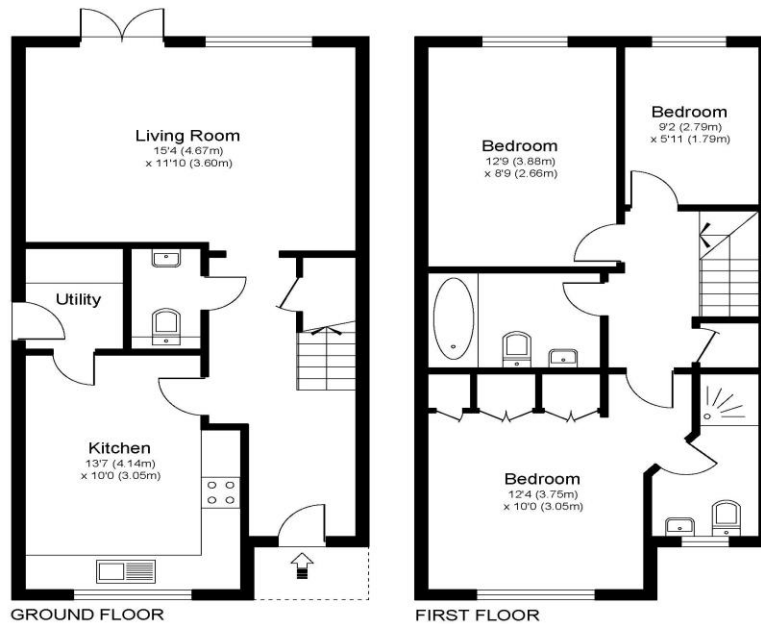 Living Room
15'4 (4.67m)
x 11'10 (3.60m)
Utility
Kitchen
13'7 (4.14m)
x 10'0 (3.05m)
GROUND FLOOR
Bedroom
12'9 (3.88m)
x 8'9 (2.66m)
Bedroom
9'2 (2.79m)
x 5'11 (1.79m)
Bedroom
12'4 (3.75m)
x 10'0 (3.05m)
FIRST FLOOR